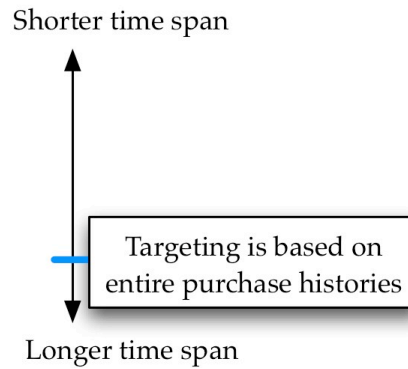 Shorter time span
Targeting is based on
entire purchase histories
Longer time span